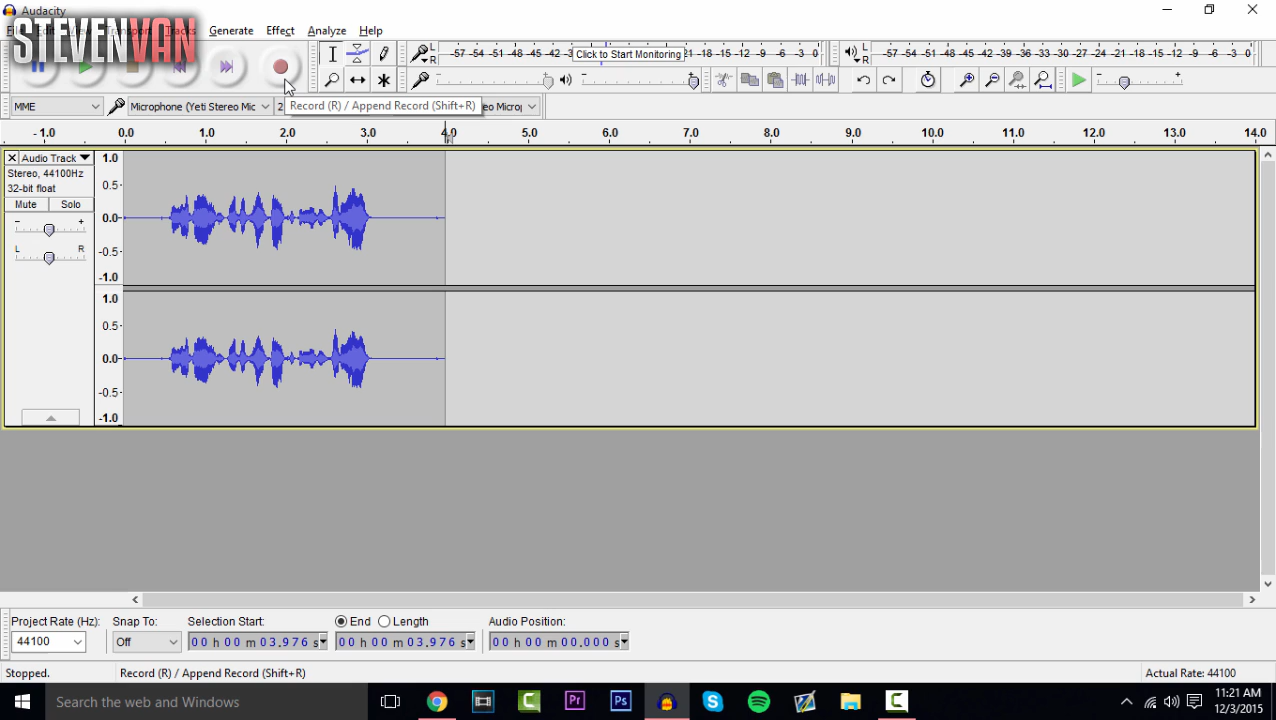 Audacity
STEVENVAN
Generate Effect Analyze Help
L R -57 -54 -51 -48 -45 -42 Click to Start Monitoring -18 -15 -12 -9 -6 -3 0
L R -57 -54 -51 -48 -45 -42 -39 -36 -33 -30 -27 -24 -21 -18 -15 -12 -9 -6 -3 0
MME
Microphone (Yeti Stereo Mic
2
Record (R) / Append Record (Shift+R)
eo Microp
- 1.0 0.0 1.0 2.0 3.0 4.0 5.0 6.0 7.0 8.0 9.0 10.0 11.0 12.0 13.0 14.0
Audio Track
Stereo, 44100Hz
32-bit float
Mute Solo
- +
L R
1.0
0.5
0.0
-0.5
-1.0
1.0
0.5
0.0
-0.5
-1.0
Project Rate (Hz): Snap To: Selection Start: End Length Audio Position:
44100 Off 00 h 00 m 03.976 s 00 h 00 m 03.976 s 00 h 00 m 00.000 s
Stopped. Record (R) / Append Record (Shift+R) Actual Rate: 44100
Search the web and Windows
Pr
Ps
11:21 AM
12/3/2015